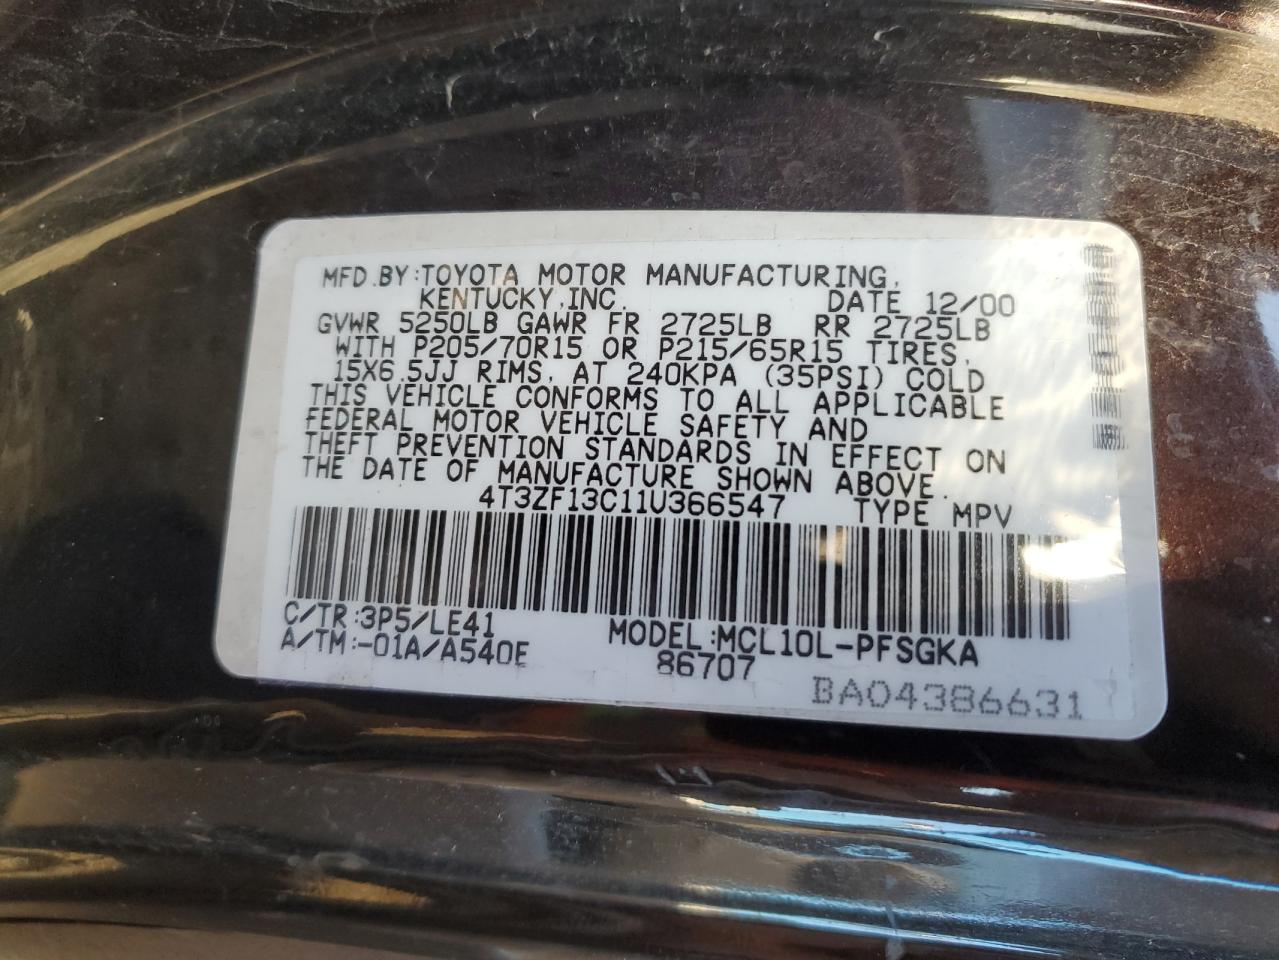 MFD.BY:TOYOTA MOTOR MANUFACTURING,
KENTUCKY,INC. DATE 12/00
GVWR 5250LB GAWR FR 2725LB RR 2725LB
WITH P205/70R15 OR P215/65R15 TIRES,
15X6.5JJ RIMS, AT 240KPA (35PSI) COLD
THIS VEHICLE CONFORMS TO ALL APPLICABLE
FEDERAL MOTOR VEHICLE SAFETY AND
THEFT PREVENTION STANDARDS IN EFFECT ON
THE DATE OF MANUFACTURE SHOWN ABOVE.
4T3ZF13C11U366547 TYPE MPV
C/TR:3P5/LE41 MODEL:MCL10L-PFSGKA
A/TM:-01A/A540E 86707
BA04386631